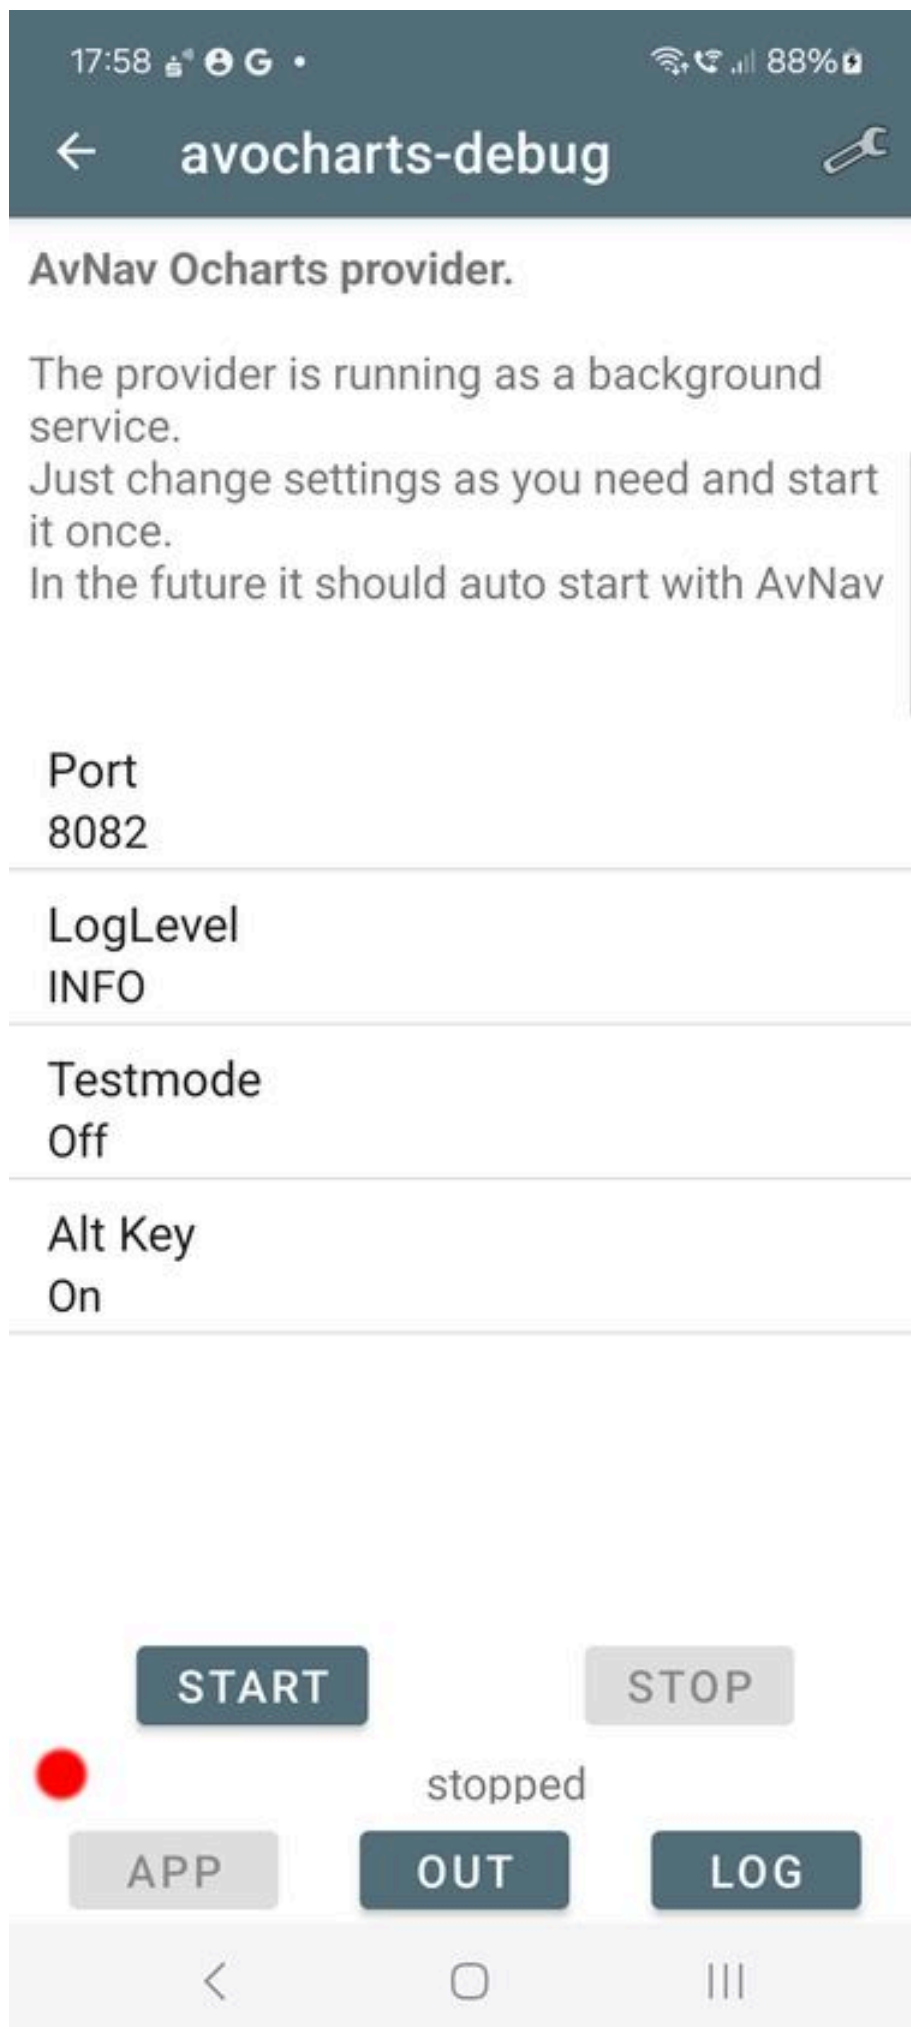 17:58 G 88%
avocharts-debug
AvNav Ocharts provider.
The provider is running as a background
service.
Just change settings as you need and start
it once.
In the future it should auto start with AvNav
Port
8082
LogLevel
INFO
Testmode
Off
Alt Key
On
START STOP
stopped
APP OUT LOG